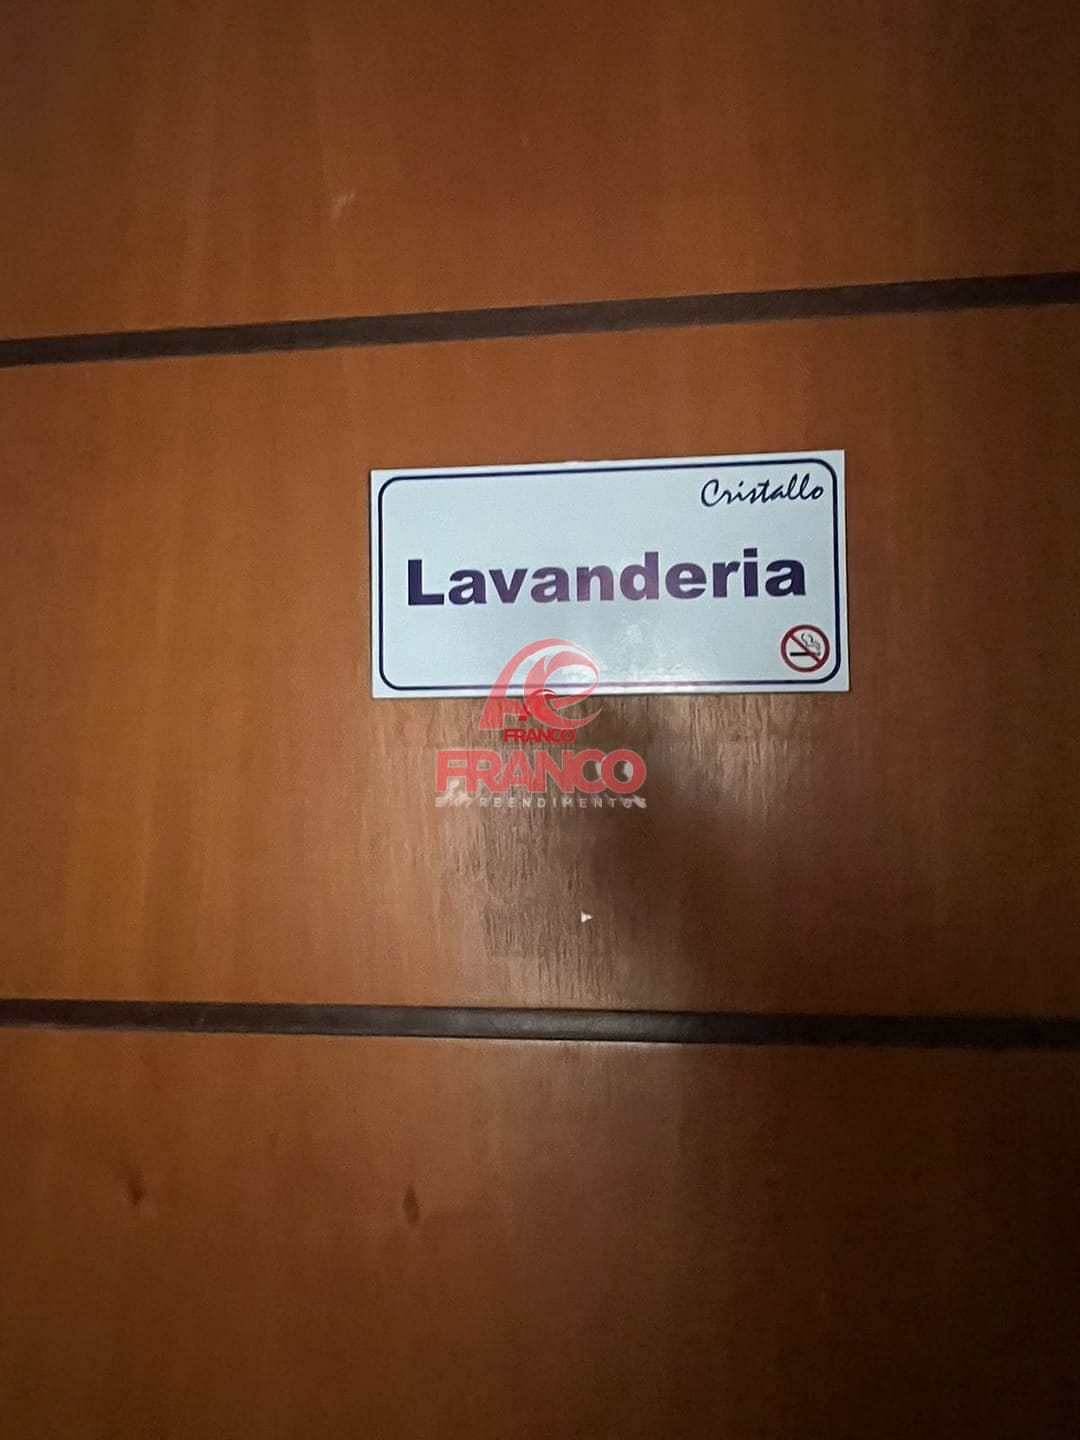 Cristallo
Lavanderia
FRANCO
FRANCO
EMPREENDIMENTOS